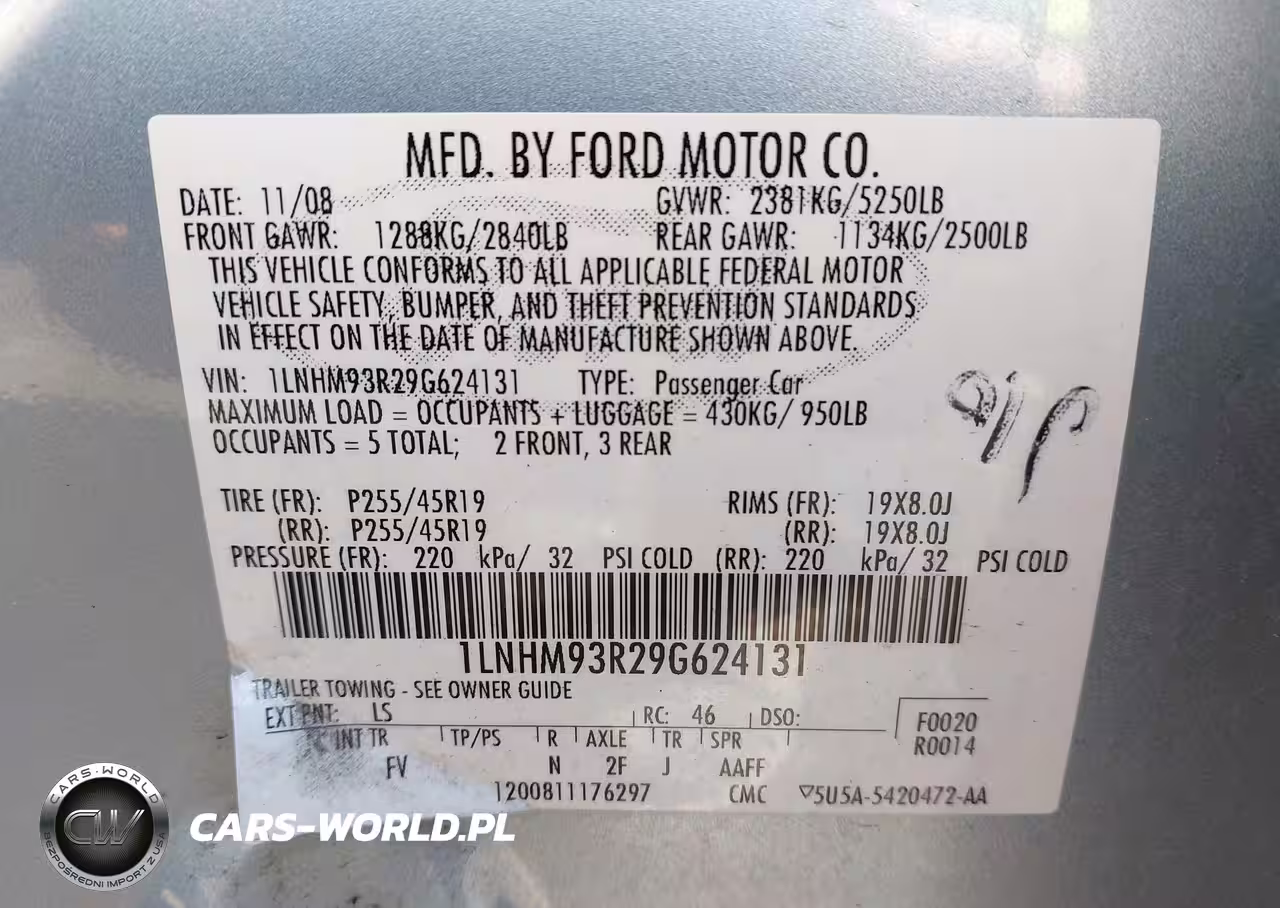 MFD. BY FORD MOTOR CO.
DATE: 11/08 GVWR: 2381KG/5250LB
FRONT GAWR: 1288KG/2840LB REAR GAWR: 1134KG/2500LB
THIS VEHICLE CONFORMS TO ALL APPLICABLE FEDERAL MOTOR
VEHICLE SAFETY, BUMPER, AND THEFT PREVENTION STANDARDS
IN EFFECT ON THE DATE OF MANUFACTURE SHOWN ABOVE.
VIN: 1LNHM93R29G624131 TYPE: Passenger Car
MAXIMUM LOAD = OCCUPANTS + LUGGAGE = 430KG/ 950LB
OCCUPANTS = 5 TOTAL; 2 FRONT, 3 REAR
TIRE (FR): P255/45R19 RIMS (FR): 19X8.0J
(RR): P255/45R19 (RR): 19X8.0J
PRESSURE (FR): 220 kPa/ 32 PSI COLD (RR): 220 kPa/ 32 PSI COLD
1LNHM93R29G624131
TRAILER TOWING - SEE OWNER GUIDE
EXT PNT: LS RC: 46 DSO: F0020
INT TR TP/PS R AXLE TR SPR R0014
FV N 2F J AAFF
1200811176297 CMC ▽5U5A-5420472-AA
CARS-WORLD
CW
BEZPOŚREDNI IMPORT Z USA
CARS-WORLD.PL